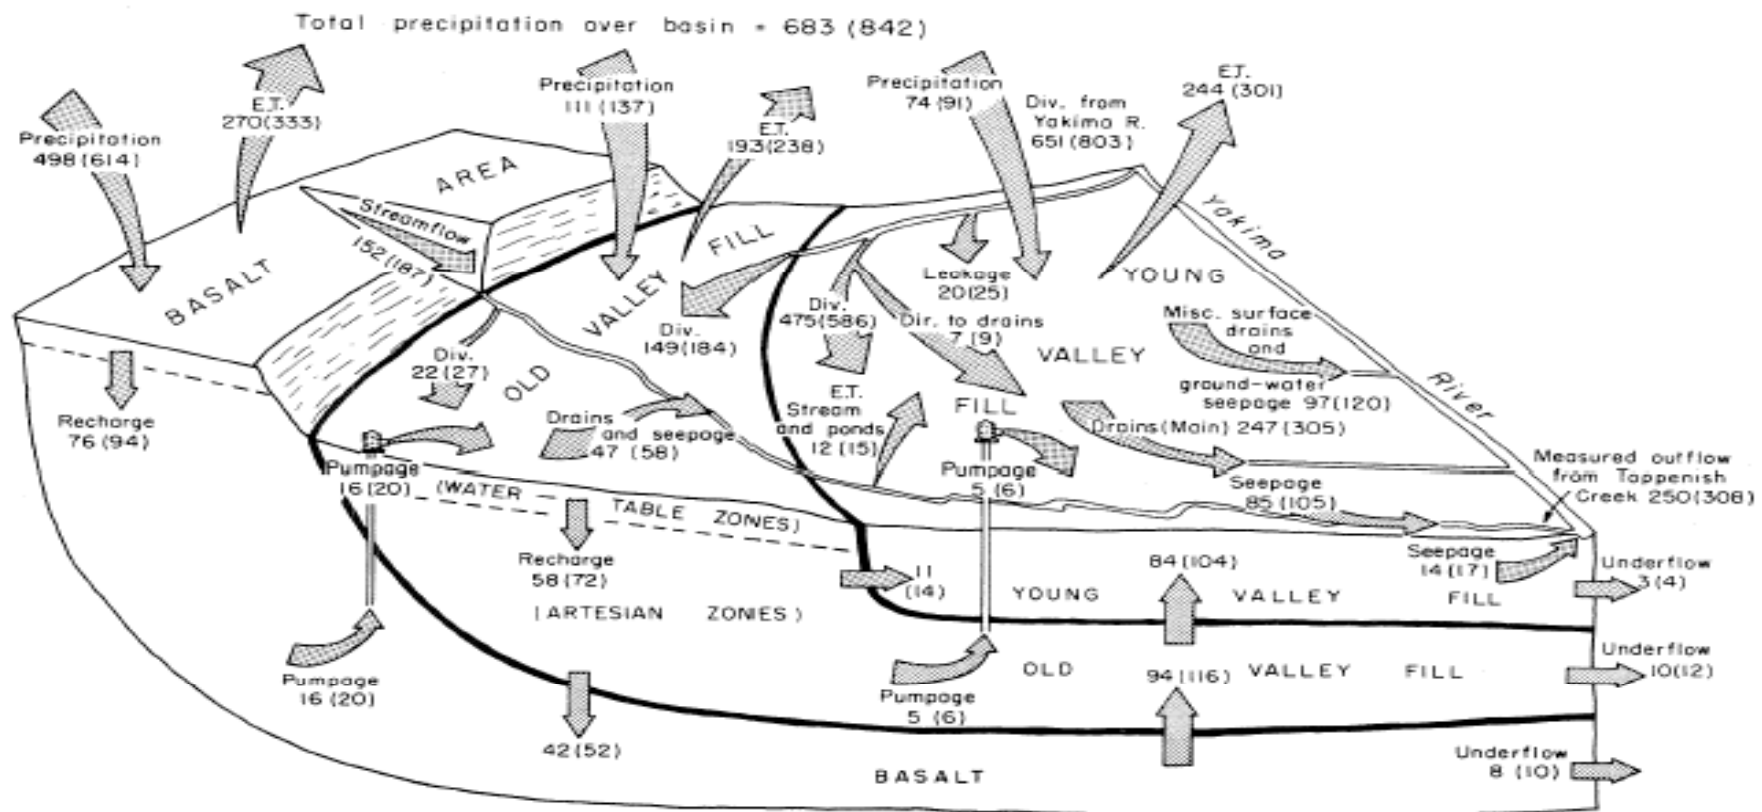 Total precipitation over basin = 683 (842)
Precipitation
498 (614)
E.T.
270(333)
Precipitation
111 (137)
E.T.
193(238)
Precipitation
74 (91)
Div. from
Yakima R.
651 (803)
E.T.
244 (301)
AREA
BASALT
Streamflow
152 (187)
VALLEY FILL
OLD
Yakima
River
YOUNG
VALLEY
FILL
Leakage
20(25)
Div.
149(184)
Div.
475(586)
Dir. to drains
7 (9)
Misc. surface
drains
and
ground-water
seepage 97(120)
Div.
22(27)
Recharge
76 (94)
Drains
and seepage
47 (58)
E.T.
Stream
and ponds
12 (15)
Drains(Main) 247 (305)
Pumpage
16(20)
Pumpage
5 (6)
Seepage
85 (105)
Measured outflow
from Toppenish
Creek 250(308)
(WATER TABLE ZONES)
Recharge
58 (72)
(ARTESIAN ZONIES)
11
(14)
84 (104)
Seepage
14 (17)
Underflow
3(4)
YOUNG VALLEY FILL
Pumpage
16 (20)
Pumpage
5 (6)
OLD VALLEY FILL
94(116)
Underflow
10(12)
42(52)
BASALT
Underflow
8 (10)